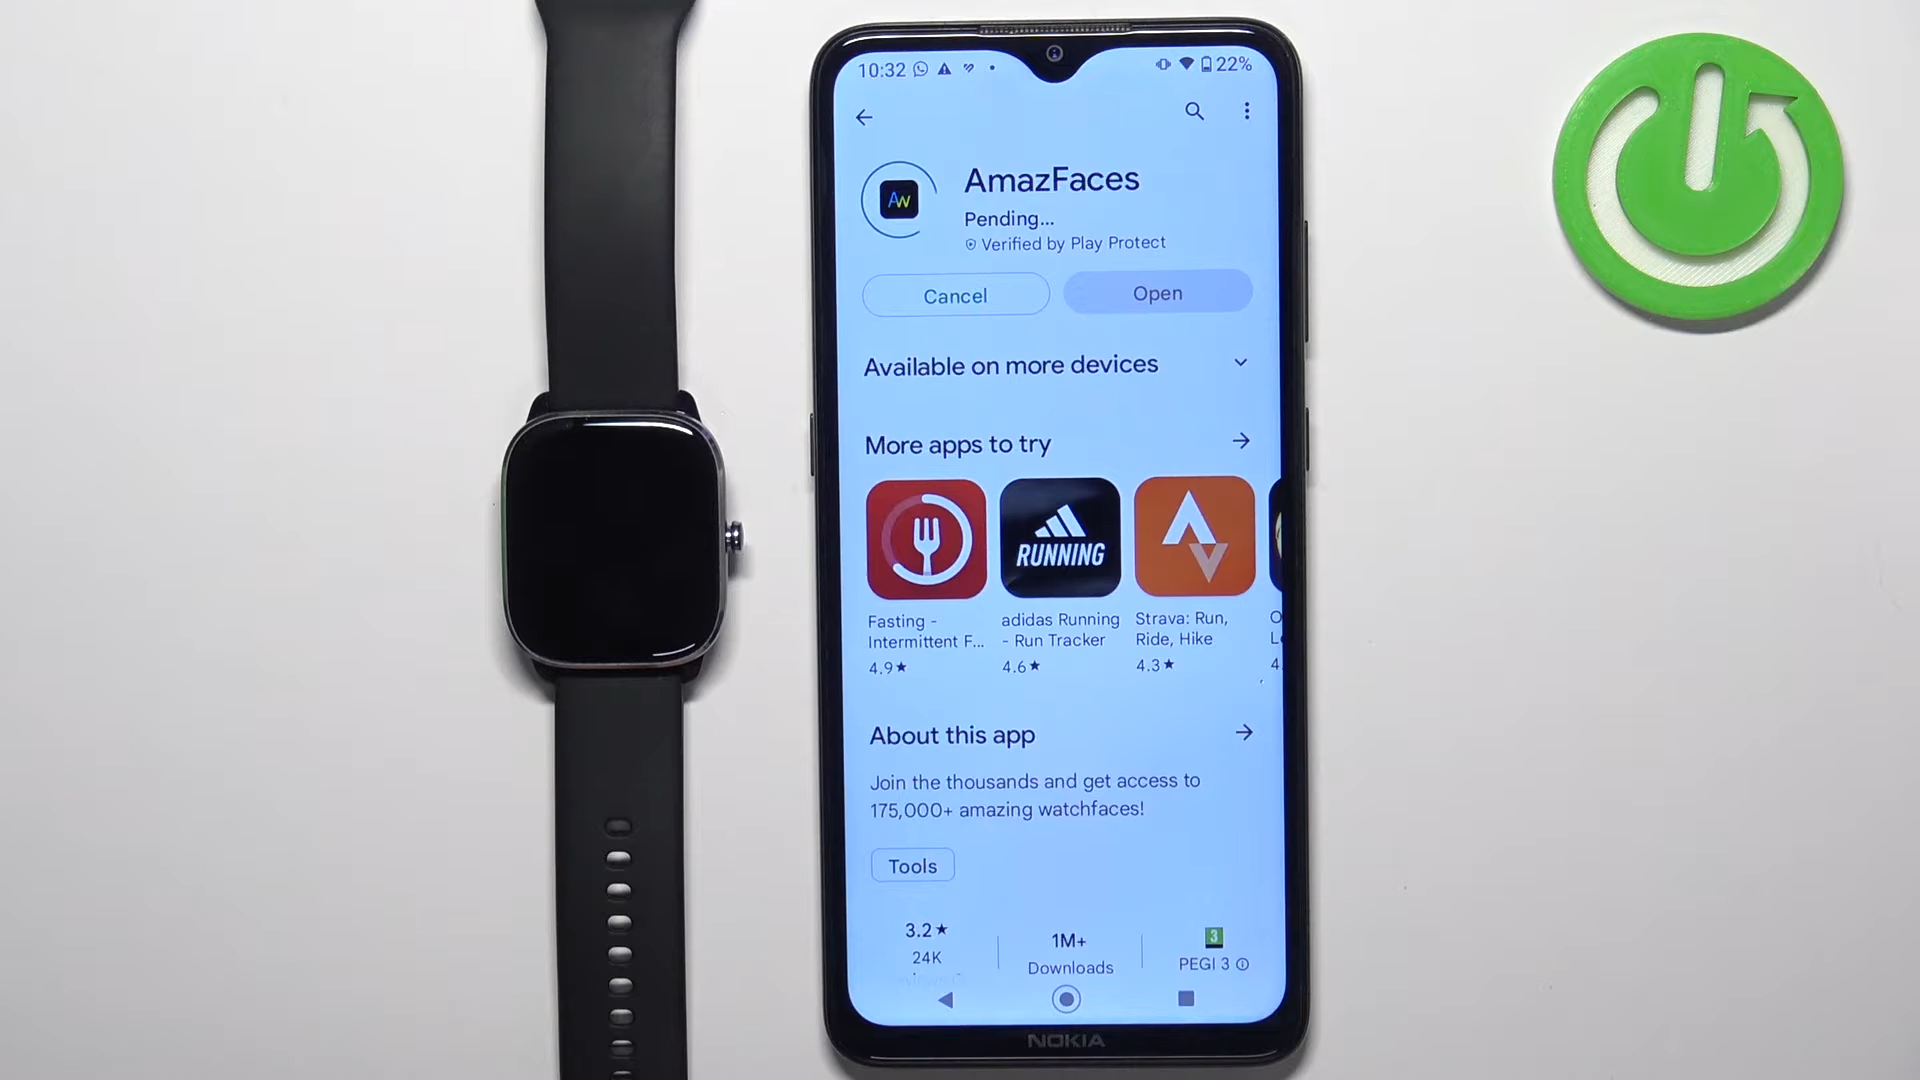 10:32
22%
AmazFaces
Aw
Pending...
Verified by Play Protect
Cancel
Open
Available on more devices
More apps to try
RUNNING
Fasting -
Intermittent F...
4.9★
adidas Running
- Run Tracker
4.6★
Strava: Run,
Ride, Hike
4.3★
O
4.
About this app
Join the thousands and get access to
175,000+ amazing watchfaces!
Tools
3.2★
24K
1M+
Downloads
3
PEGI 3
NOKIA